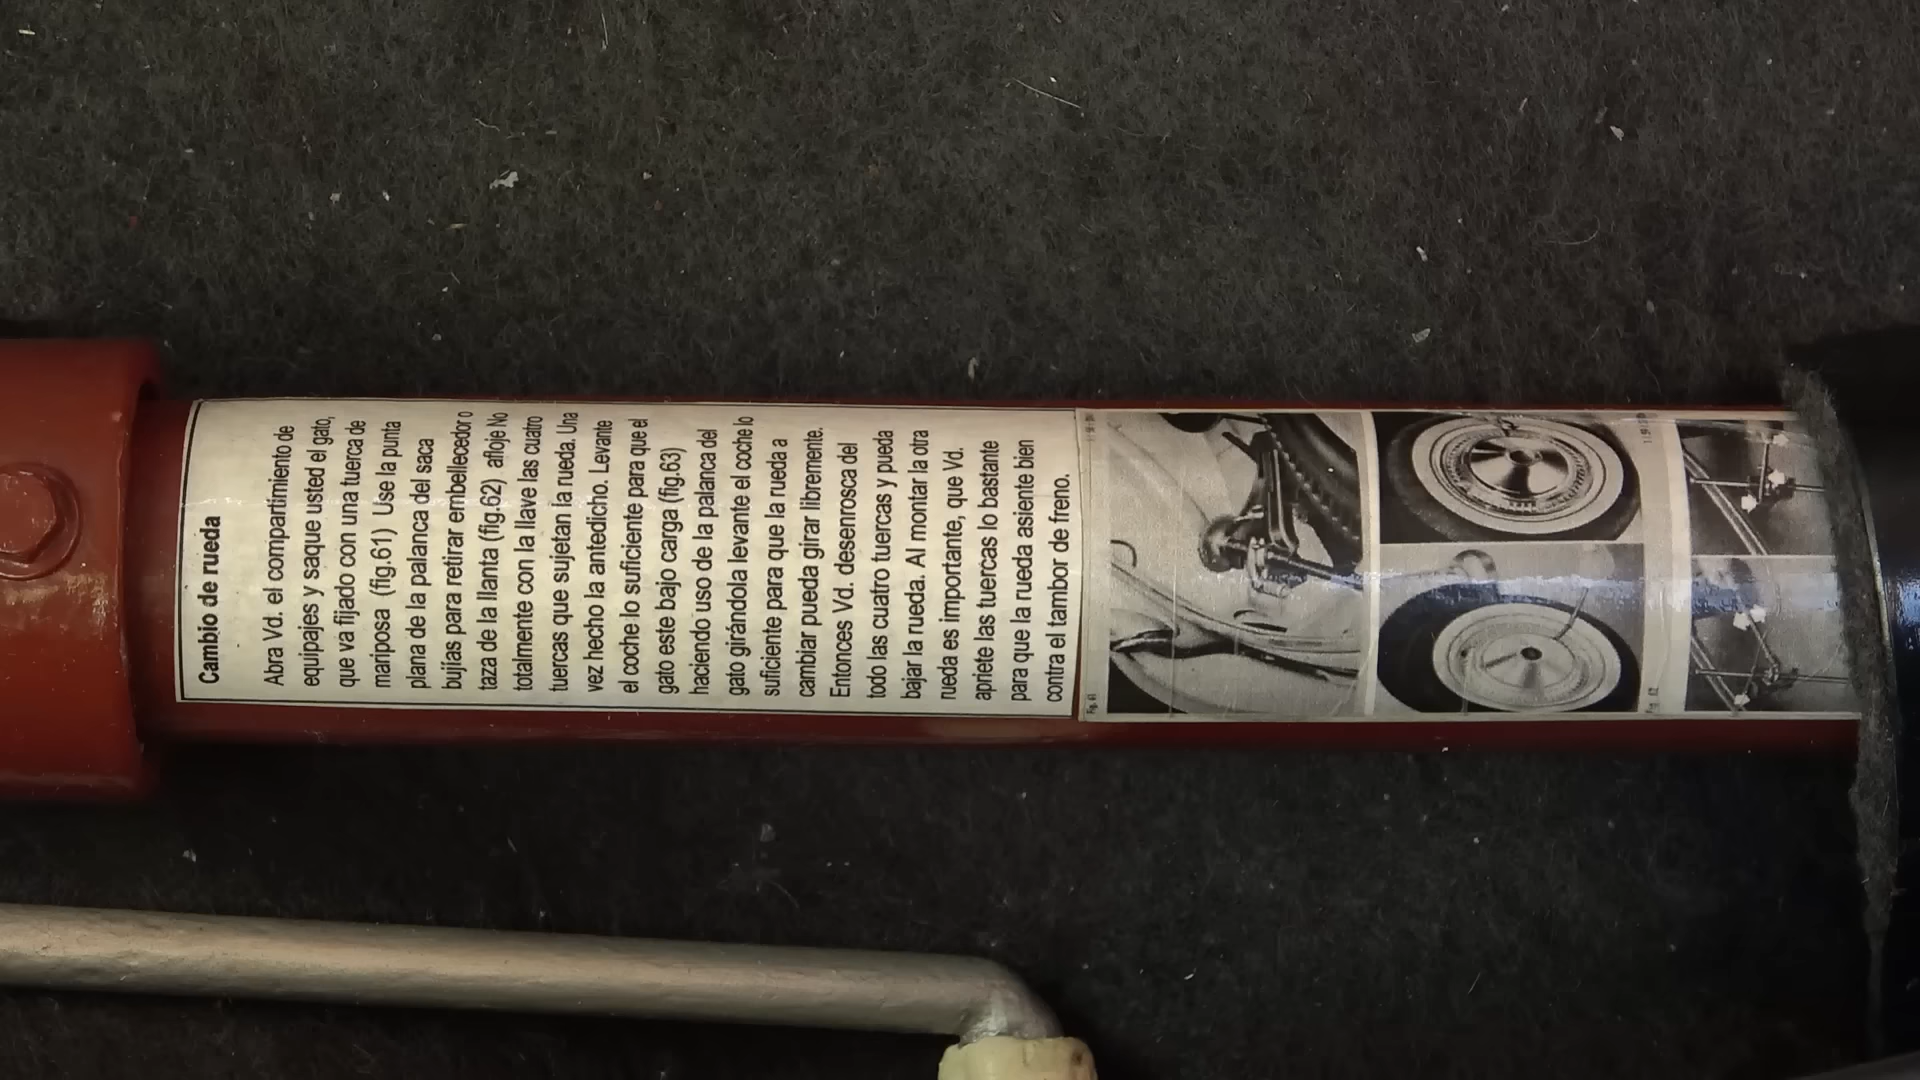 Cambio de rueda
Abra Vd. el compartimiento de
equipajes y saque usted el gato,
que va fijado con una tuerca de
mariposa (fig.61) Use la punta
plana de la palanca del saca
bujías para retirar embellecedor o
taza de la llanta (fig.62) afloje No
totalmente con la llave las cuatro
tuercas que sujetan la rueda. Una
vez hecho la antedicho. Levante
el coche lo suficiente para que el
gato este bajo carga (fig.63)
haciendo uso de la palanca del
gato girándola levante el coche lo
suficiente para que la rueda a
cambiar pueda girar libremente.
Entonces Vd. desenrosca del
todo las cuatro tuercas y pueda
bajar la rueda. Al montar la otra
rueda es importante, que Vd.
apriete las tuercas lo bastante
para que la rueda asiente bien
contra el tambor de freno.
Fig. 61
Fig. 62